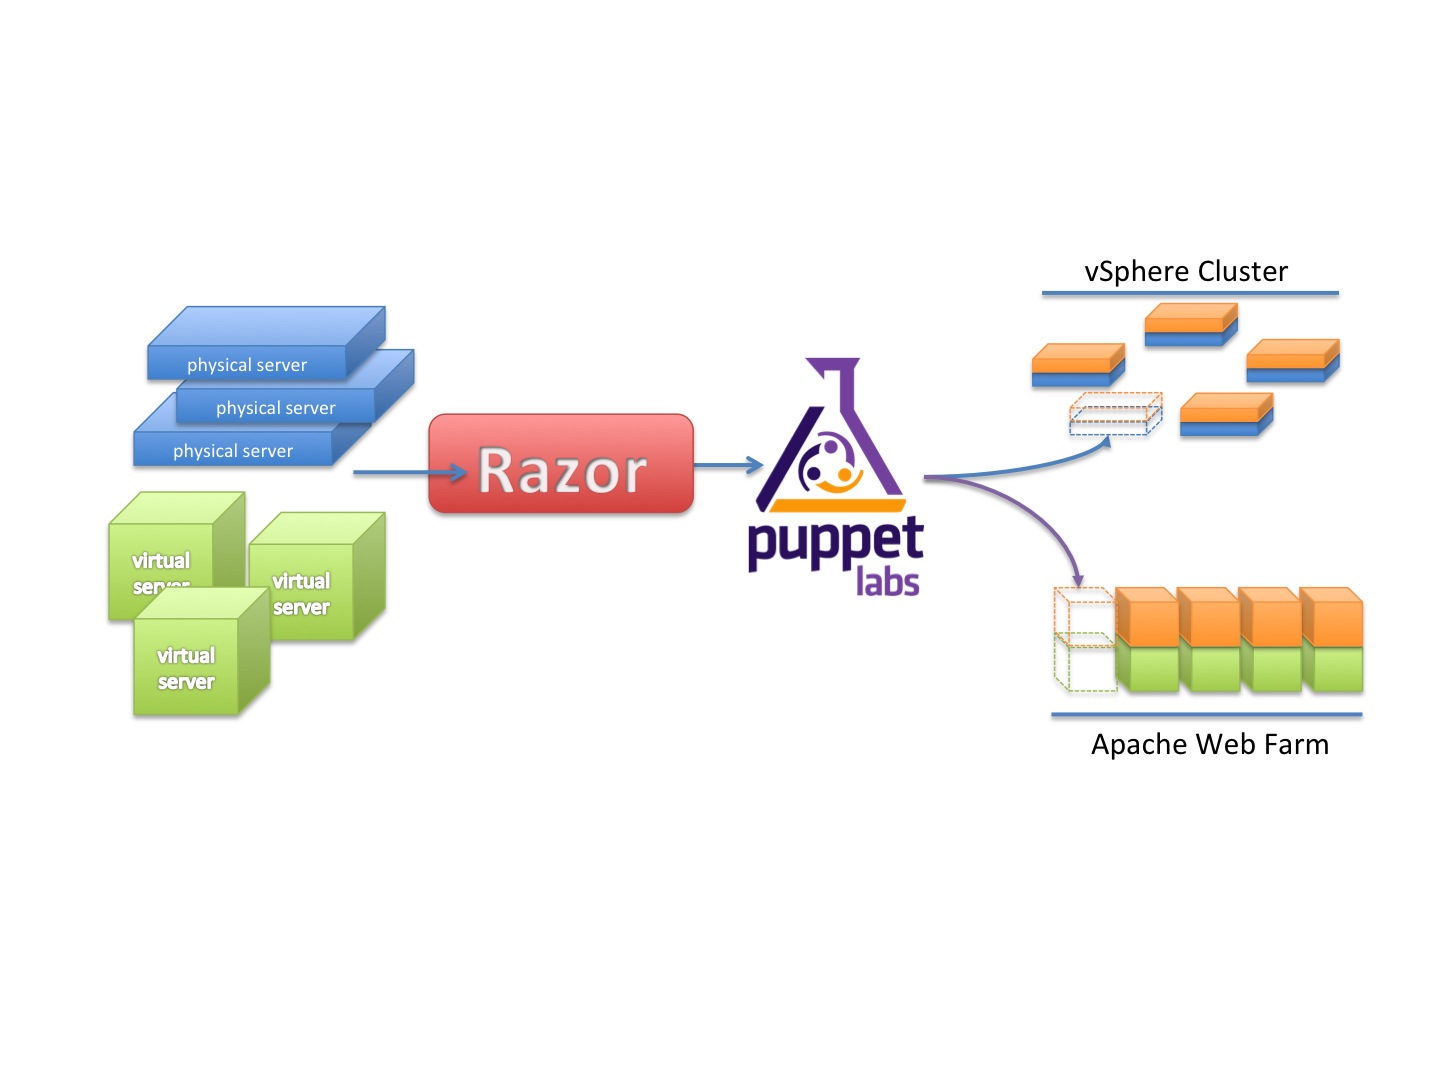 vSphere Cluster
physical server
physical server
physical server
Razor
puppet
labs
virtual
server
virtual
server
virtual
server
Apache Web Farm